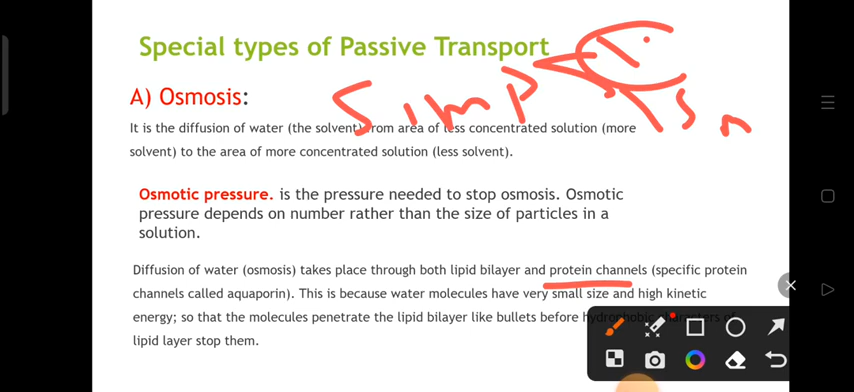 Special types of Passive Transport
Simp
A) Osmosis:
It is the diffusion of water (the solvent) from area of less concentrated solution (more
solvent) to the area of more concentrated solution (less solvent).
Osmotic pressure. is the pressure needed to stop osmosis. Osmotic
pressure depends on number rather than the size of particles in a
solution.
Diffusion of water (osmosis) takes place through both lipid bilayer and protein channels (specific protein
channels called aquaporin). This is because water molecules have very small size and high kinetic
energy; so that the molecules penetrate the lipid bilayer like bullets before hydrophobic characters of
lipid layer stop them.